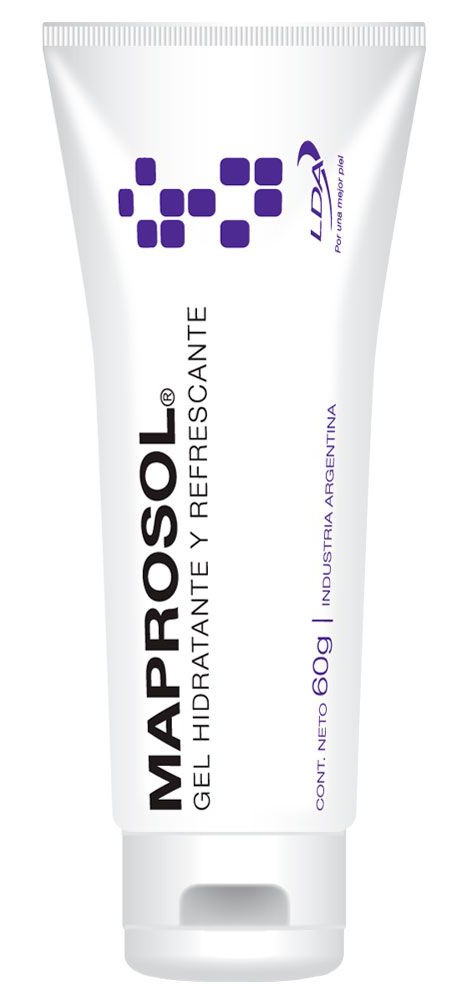 LDA
Por una mejor piel
MAPROSOL®
GEL HIDRATANTE Y REFRESCANTE
CONT. NETO 60g | INDUSTRIA ARGENTINA